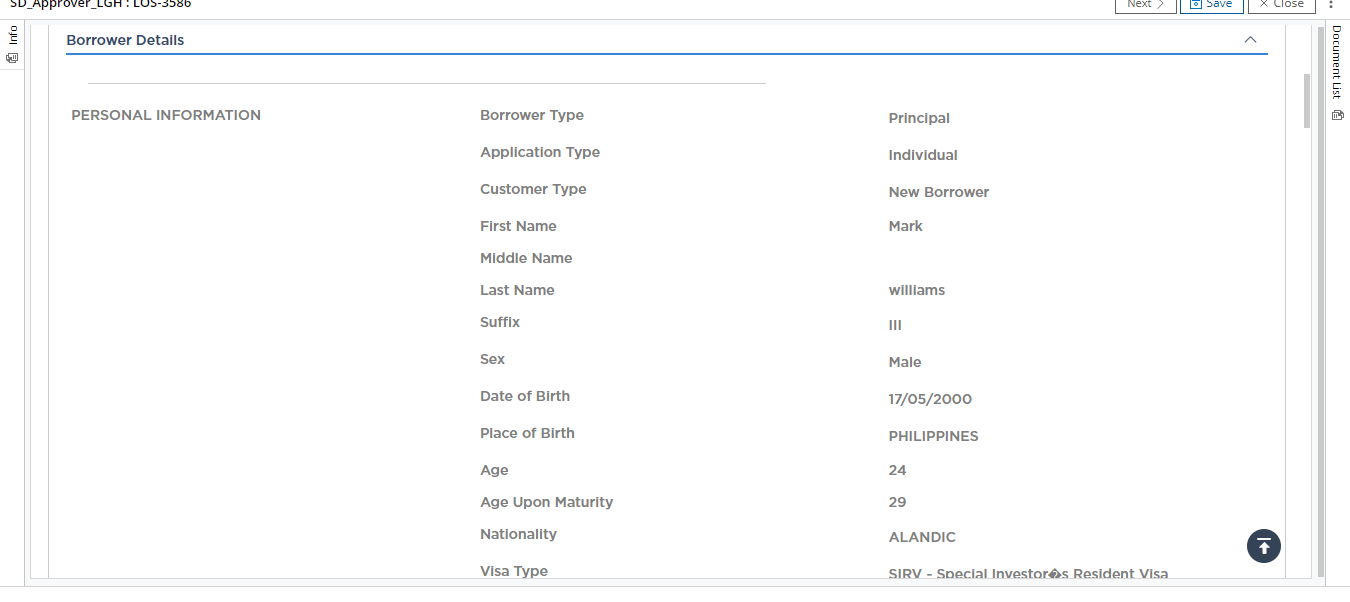 SD_Approver_LGH : LOS-3586
Next
Save
Close
Info
Document List
Borrower Details
PERSONAL INFORMATION
Borrower Type Principal
Application Type Individual
Customer Type New Borrower
First Name Mark
Middle Name
Last Name williams
Suffix III
Sex Male
Date of Birth 17/05/2000
Place of Birth PHILIPPINES
Age 24
Age Upon Maturity 29
Nationality ALANDIC
Visa Type SIRV - Special Investor�s Resident Visa